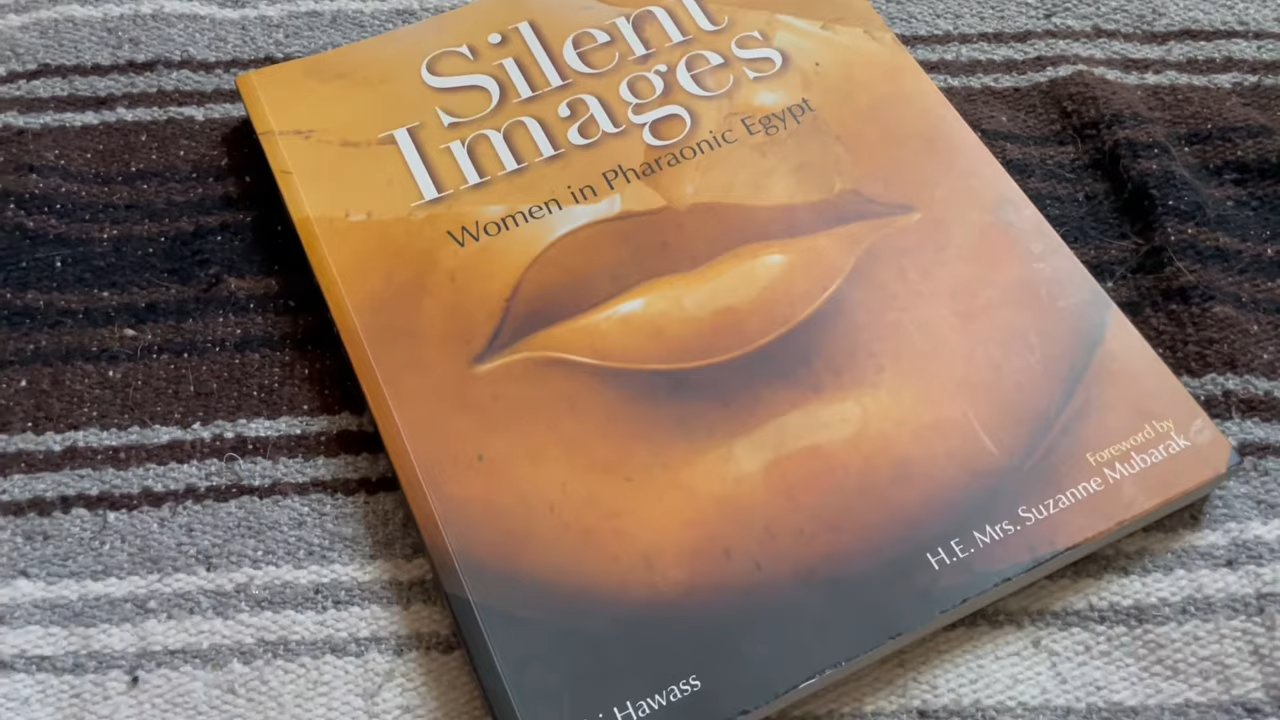 Silent
Images
Women in Pharaonic Egypt
Foreword by
H.E. Mrs. Suzanne Mubarak
Hawass